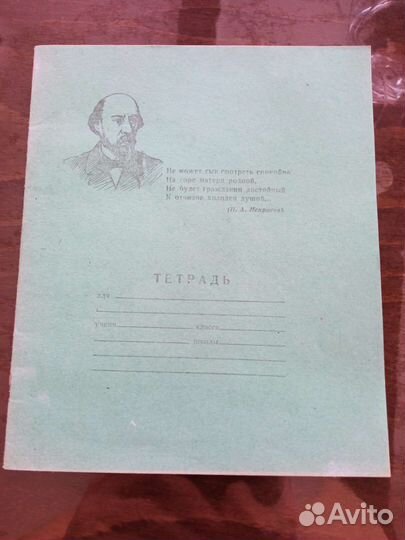 Не может сын смотреть спокойно
На горе матери родной,
Не будет гражданин достойный
К отчизне холоден душой...
(Н. А. Некрасов)
ТЕТРАДЬ
для
учени класса
школы
Avito